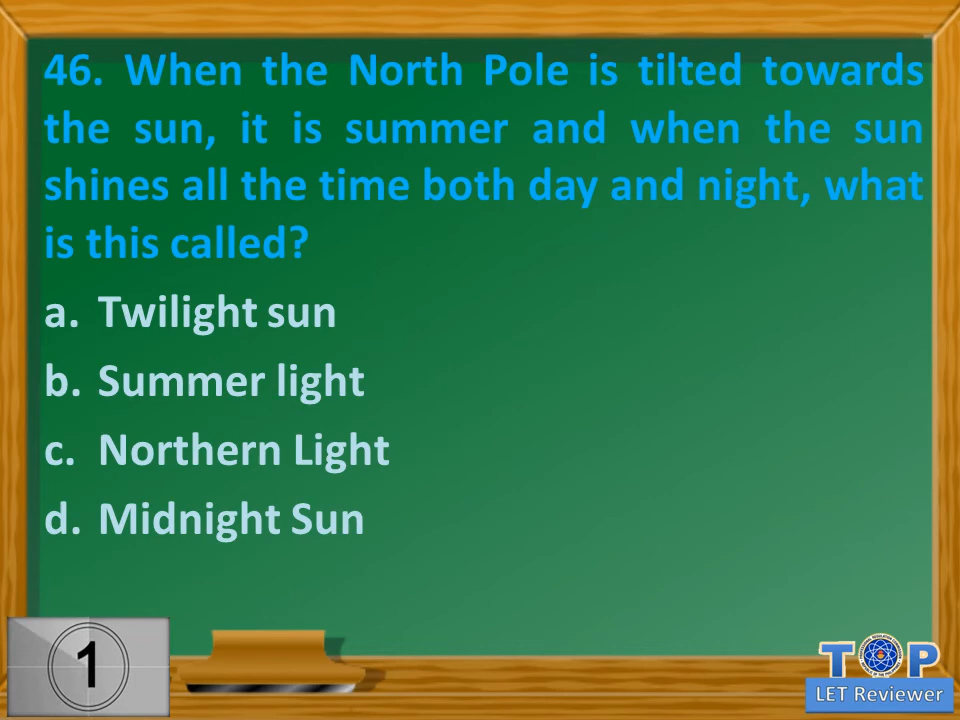 46. When the North Pole is tilted towards
the sun, it is summer and when the sun
shines all the time both day and night, what
is this called?
a. Twilight sun
b. Summer light
c. Northern Light
d. Midnight Sun
1
TOP
LET Reviewer